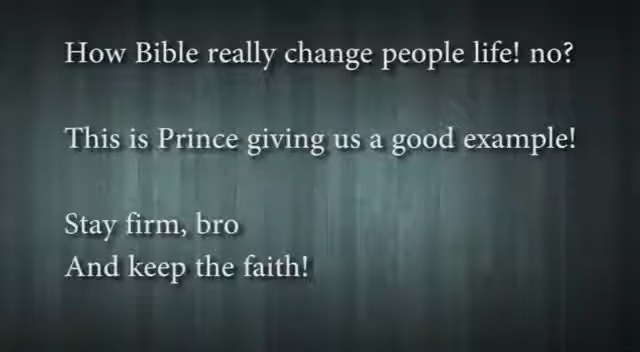 How Bible really change people life! no?
This is Prince giving us a good example!
Stay firm, bro
And keep the faith!